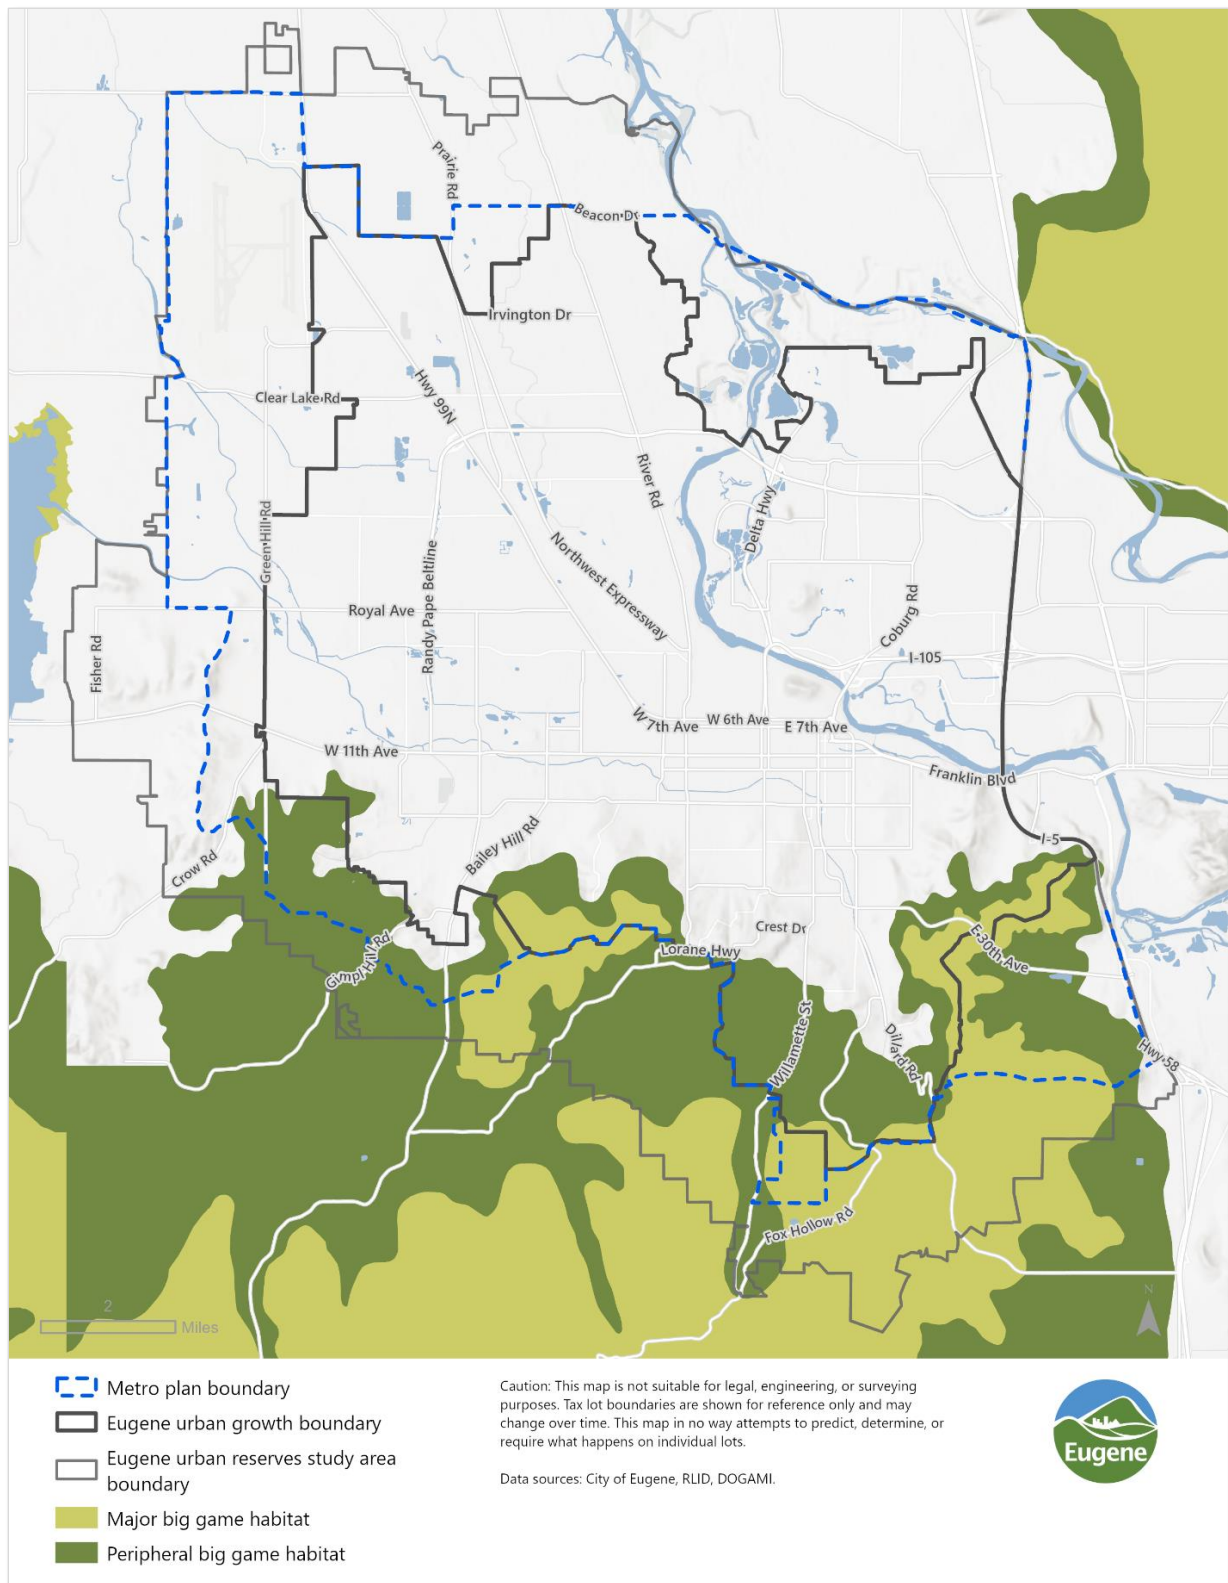 Prairie Rd
Beacon Dr
Irvington Dr
Hwy 99N
Clear Lake Rd
River Rd
Delta Hwy
Green Hill Rd
Northwest Expressway
Randy Pape Beltline
Royal Ave
Coburg Rd
Fisher Rd
I-105
W 7th Ave
W 6th Ave
E 7th Ave
W 11th Ave
Franklin Blvd
I-5
Bailey Hill Rd
Crow Rd
Crest Dr
E 30th Ave
Lorane Hwy
Gimpl Hill Rd
Willamette St
Dillard Rd
Hwy 58
Fox Hollow Rd
N
2
Miles
Metro plan boundary
Eugene urban growth boundary
Eugene urban reserves study area
boundary
Major big game habitat
Peripheral big game habitat
Caution: This map is not suitable for legal, engineering, or surveying
purposes. Tax lot boundaries are shown for reference only and may
change over time. This map in no way attempts to predict, determine, or
require what happens on individual lots.
Data sources: City of Eugene, RLID, DOGAMI.
Eugene